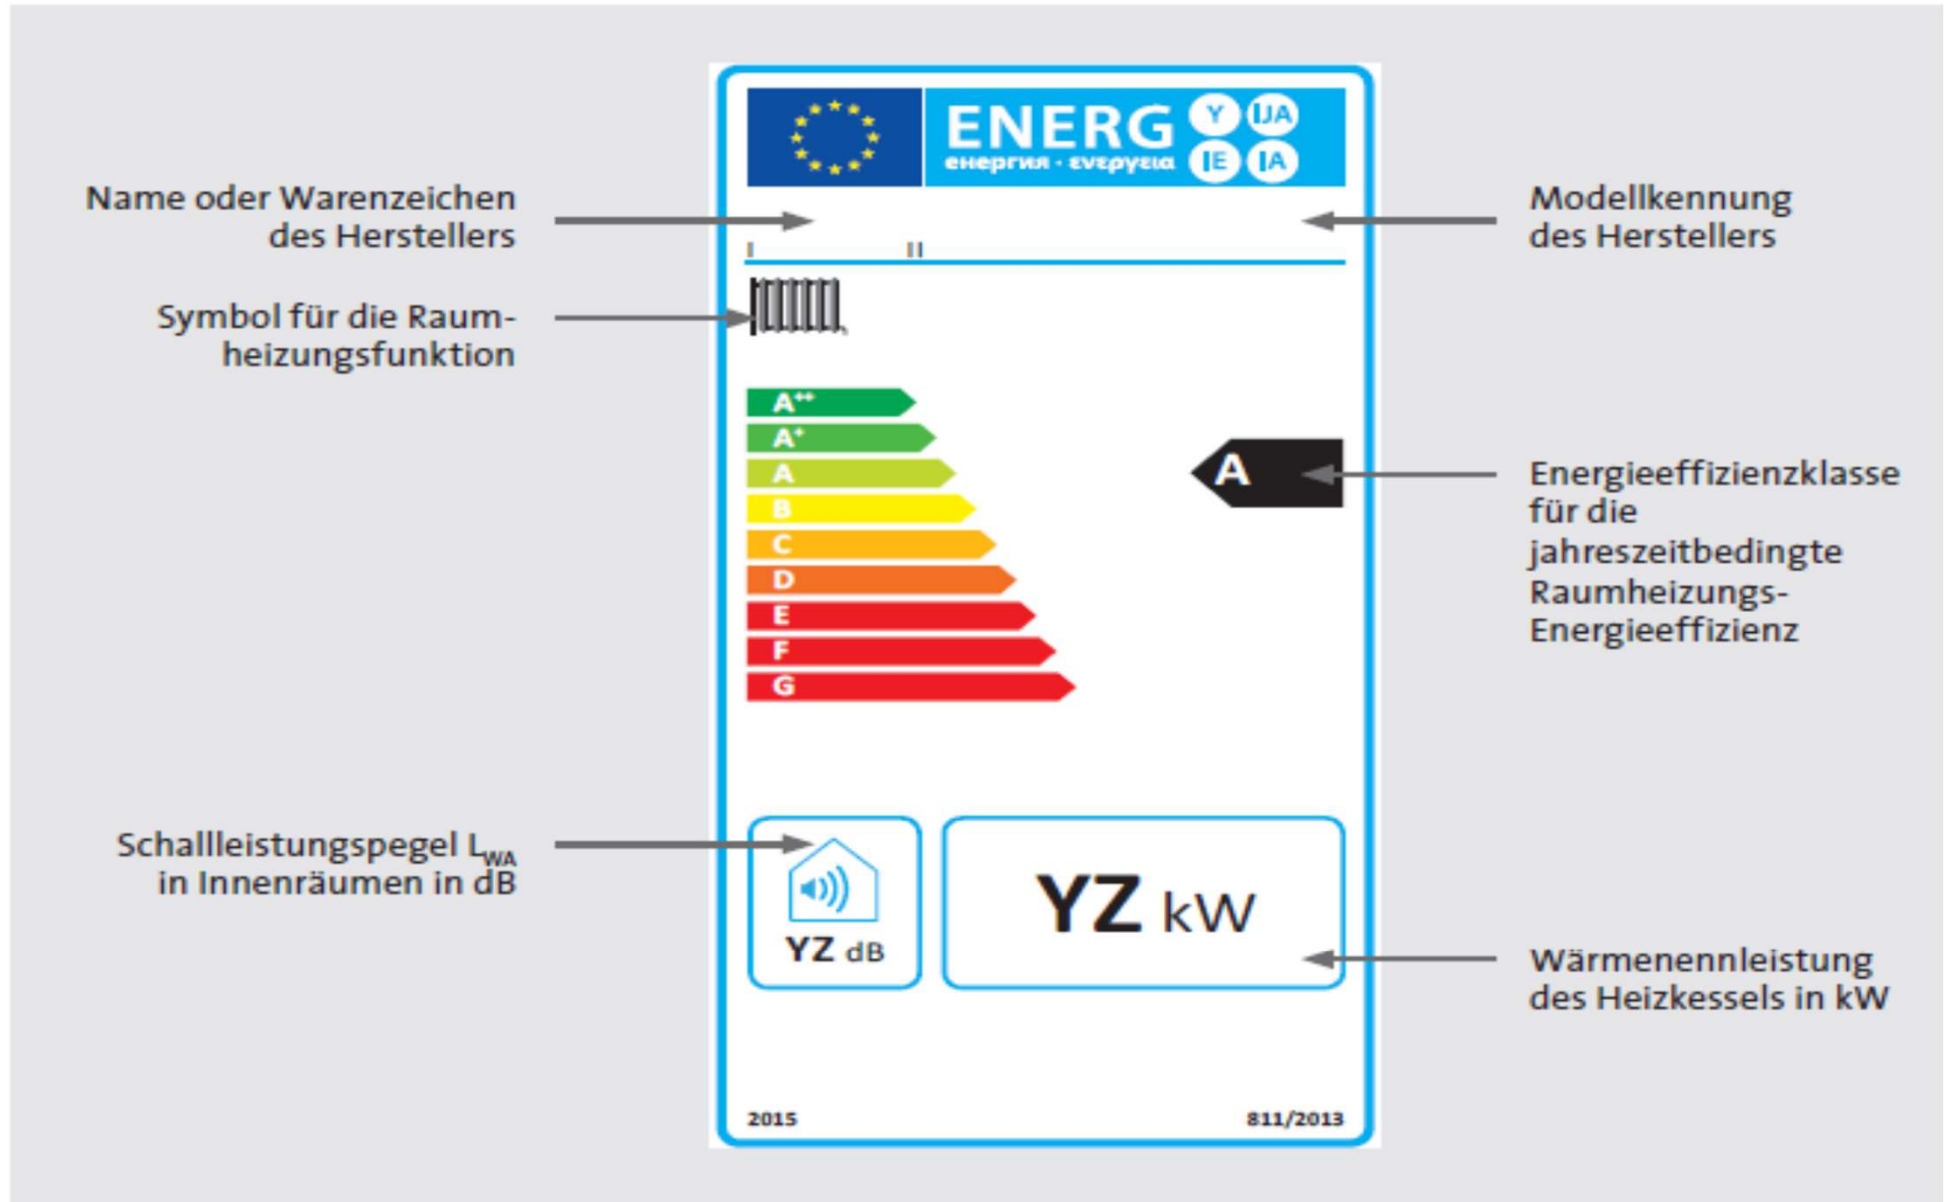 ENERG
Y IJA
енергия · ενεργεια
IE IA
Name oder Warenzeichen
des Herstellers
Modellkennung
des Herstellers
I II
Symbol für die Raum-
heizungsfunktion
A++
A+
A
B
C
D
E
F
G
A
Energieeffizienzklasse
für die
jahreszeitbedingte
Raumheizungs-
Energieeffizienz
Schallleistungspegel LWA
in Innenräumen in dB
YZ dB
YZ kW
Wärmenennleistung
des Heizkessels in kW
2015
811/2013